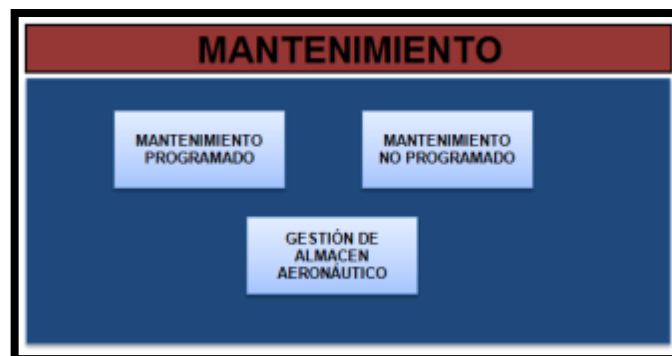 MANTENIMIENTO
MANTENIMIENTO
PROGRAMADO
MANTENIMIENTO
NO PROGRAMADO
GESTIÓN DE
ALMACEN
AERONÁUTICO